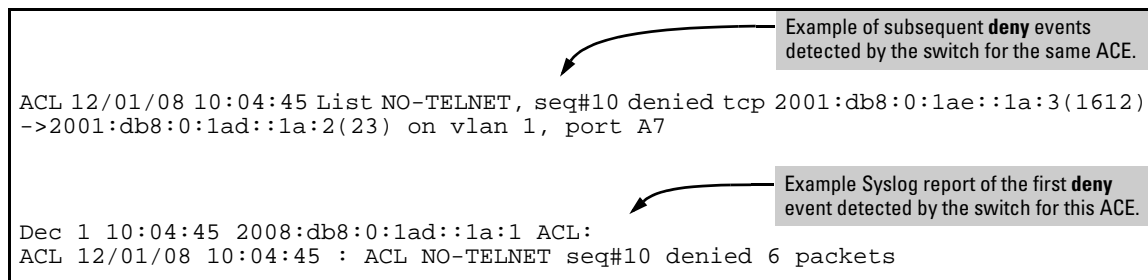 Example of subsequent deny events
detected by the switch for the same ACE.
ACL 12/01/08 10:04:45 List NO-TELNET, seq#10 denied tcp 2001:db8:0:1ae::1a:3(1612)
->2001:db8:0:1ad::1a:2(23) on vlan 1, port A7
Example Syslog report of the first deny
event detected by the switch for this ACE.
Dec 1 10:04:45 2008:db8:0:1ad::1a:1 ACL:
ACL 12/01/08 10:04:45 : ACL NO-TELNET seq#10 denied 6 packets